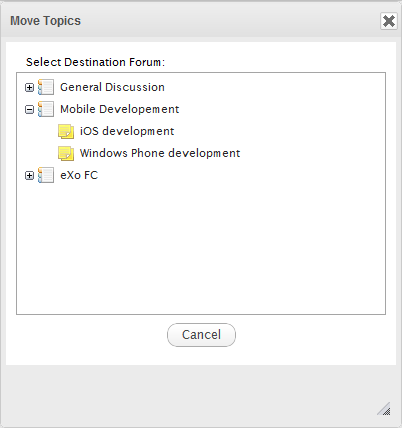 Move Topics
Select Destination Forum:
General Discussion
Mobile Developement
iOS development
Windows Phone development
eXo FC
Cancel